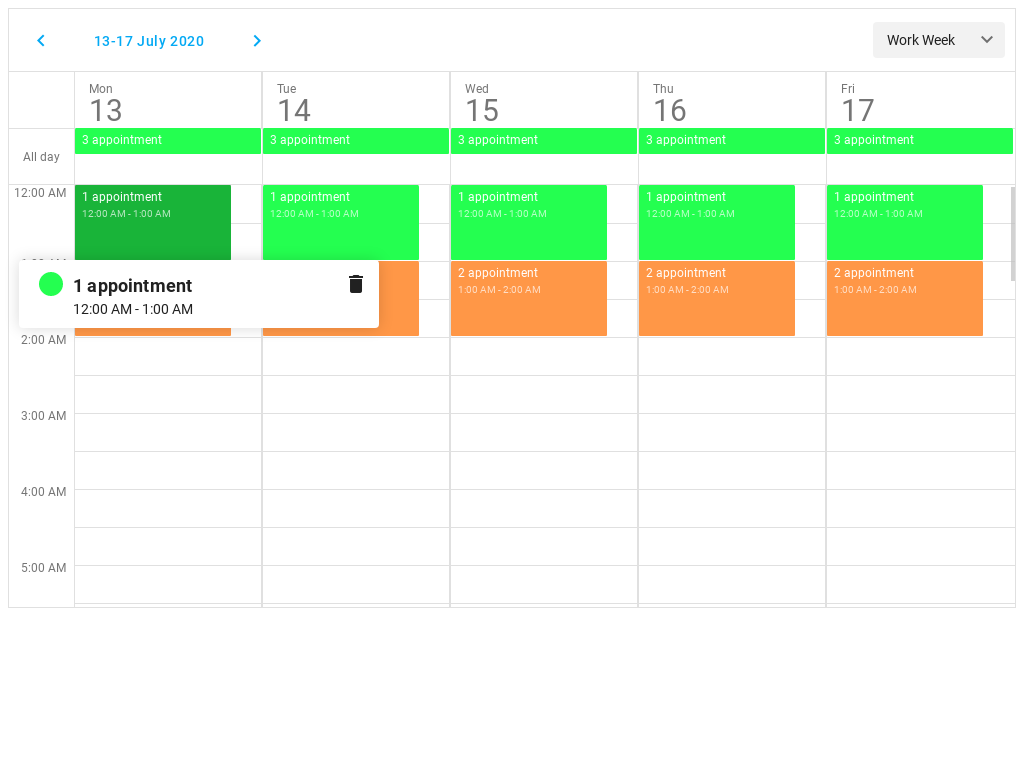 13-17 July 2020
Work Week
Mon
13
Tue
14
Wed
15
Thu
16
Fri
17
All day
3 appointment
3 appointment
3 appointment
3 appointment
3 appointment
12:00 AM
1 appointment
12:00 AM - 1:00 AM
1 appointment
12:00 AM - 1:00 AM
1 appointment
12:00 AM - 1:00 AM
1 appointment
12:00 AM - 1:00 AM
1 appointment
12:00 AM - 1:00 AM
1 appointment
12:00 AM - 1:00 AM
2 appointment
1:00 AM - 2:00 AM
2 appointment
1:00 AM - 2:00 AM
2 appointment
1:00 AM - 2:00 AM
2:00 AM
3:00 AM
4:00 AM
5:00 AM